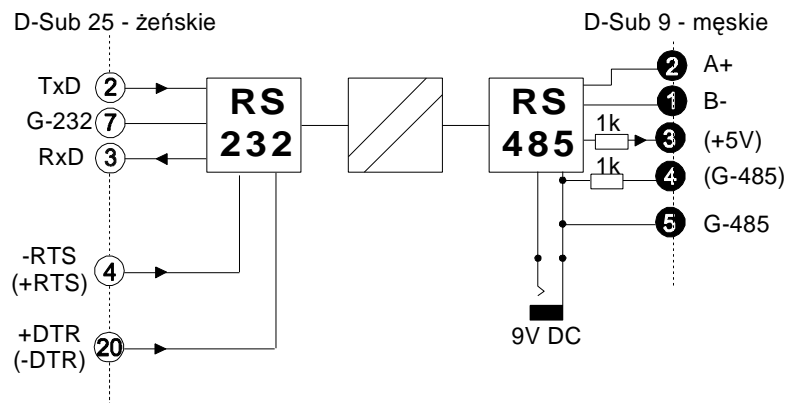 D-Sub 25 - żeńskie
D-Sub 9 - męskie
TxD 2
G-232 7
RxD 3
-RTS
(+RTS) 4
+DTR
(-DTR) 20
RS
232
RS
485
2 A+
1 B-
1k 3 (+5V)
1k 4 (G-485)
5 G-485
9V DC